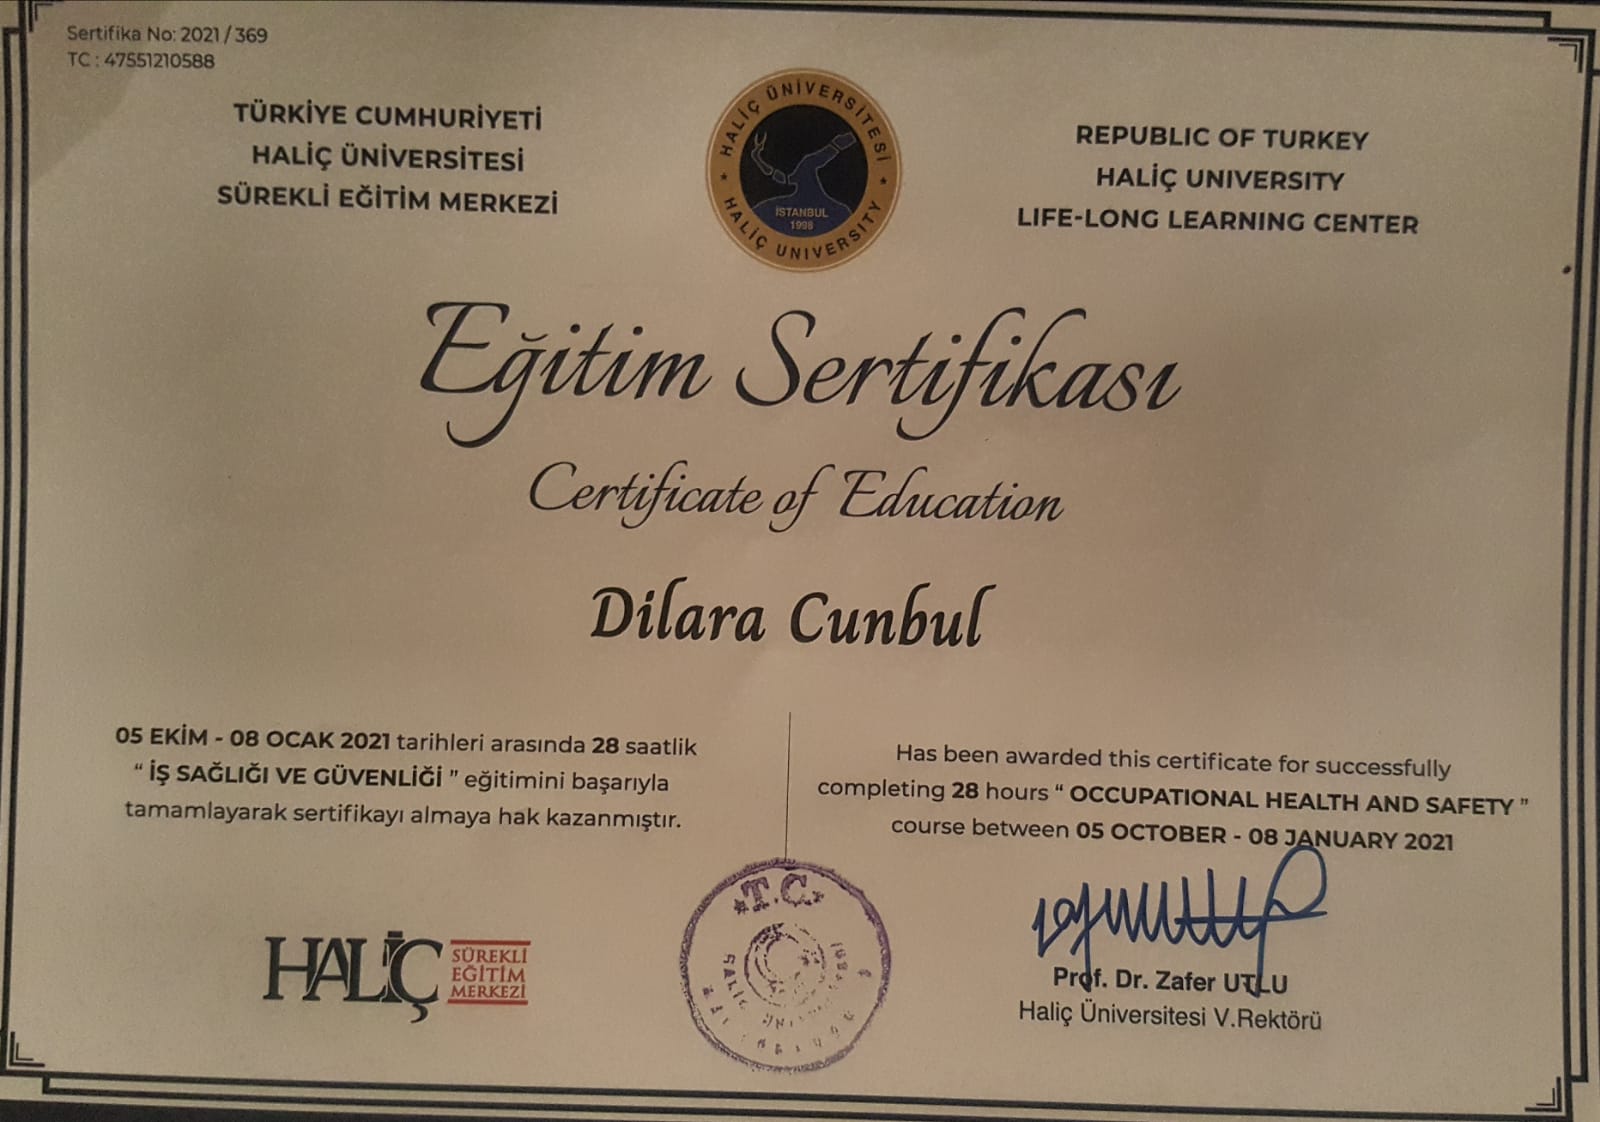 Sertifika No: 2021 / 369
TC : 47551210588
TÜRKİYE CUMHURİYETİ
HALİÇ ÜNİVERSİTESİ
SÜREKLİ EĞİTİM MERKEZİ
HALİÇ ÜNİVERSİTESİ
İSTANBUL
1998
HALİÇ UNIVERSITY
REPUBLIC OF TURKEY
HALİÇ UNIVERSITY
LIFE-LONG LEARNING CENTER
Eğitim Sertifikası
Certificate of Education
Dilara Cunbul
05 EKİM - 08 OCAK 2021 tarihleri arasında 28 saatlik
“ İŞ SAĞLIĞI VE GÜVENLİĞİ ” eğitimini başarıyla
tamamlayarak sertifikayı almaya hak kazanmıştır.
Has been awarded this certificate for successfully
completing 28 hours “ OCCUPATIONAL HEALTH AND SAFETY ”
course between 05 OCTOBER - 08 JANUARY 2021
HALİÇ
SÜREKLİ
EĞİTİM
MERKEZİ
T.C.
HALİÇ
Prof. Dr. Zafer UTLU
Haliç Üniversitesi V.Rektörü